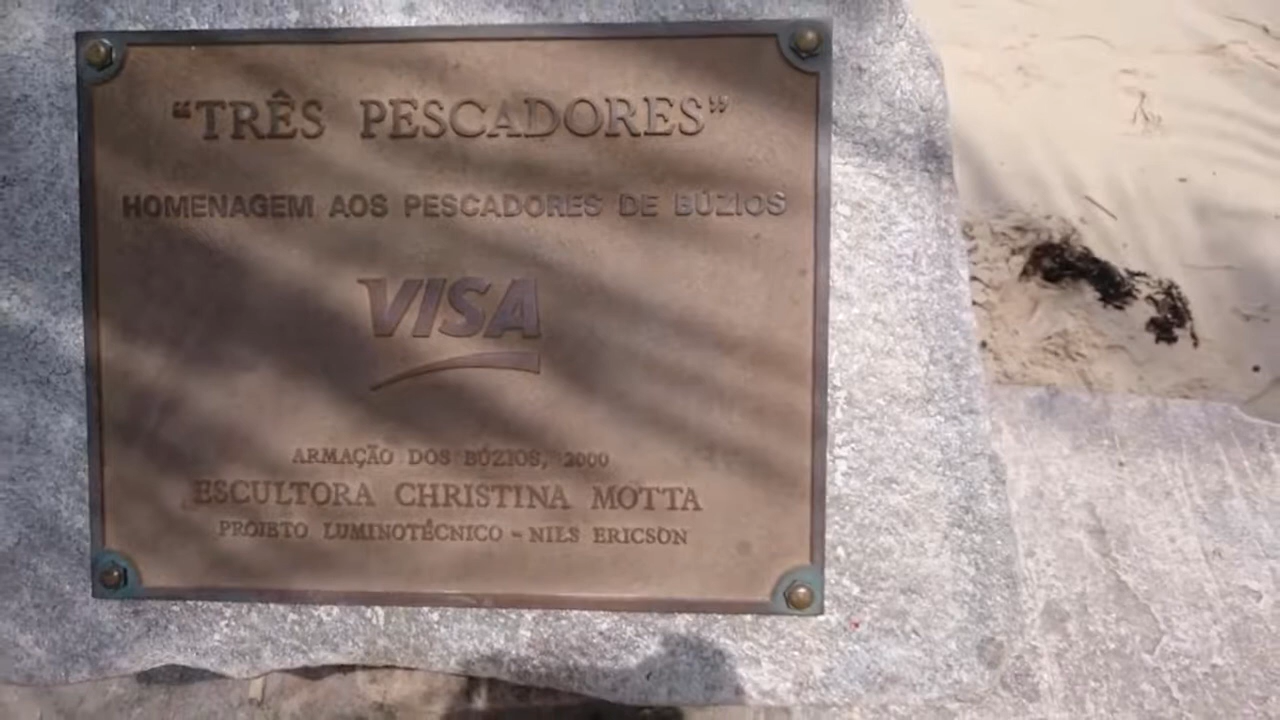 "TRÊS PESCADORES"
HOMENAGEM AOS PESCADORES DE BÚZIOS
VISA
ARMAÇÃO DOS BÚZIOS, 2000
ESCULTORA CHRISTINA MOTTA
PROJETO LUMINOTÉCNICO - NILS ERICSON